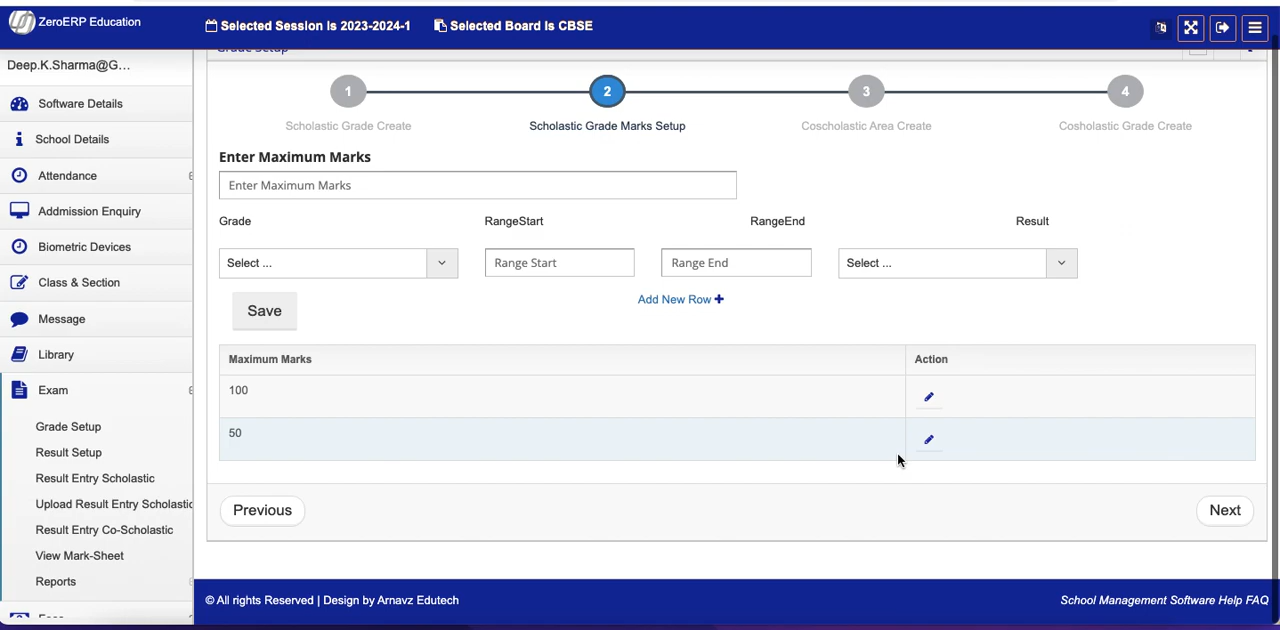 ZeroERP Education
Selected Session is 2023-2024-1
Selected Board Is CBSE
Deep.K.Sharma@G...
Software Details
School Details
Attendance
Addmission Enquiry
Biometric Devices
Class & Section
Message
Library
Exam
Grade Setup
Result Setup
Result Entry Scholastic
Upload Result Entry Scholastic
Result Entry Co-Scholastic
View Mark-Sheet
Reports
Grade Setup
1
2
3
4
Scholastic Grade Create
Scholastic Grade Marks Setup
Coscholastic Area Create
Cosholastic Grade Create
Enter Maximum Marks
Enter Maximum Marks
Grade
RangeStart
RangeEnd
Result
Select ...
Range Start
Range End
Select ...
Add New Row
Save
Maximum Marks
Action
100
50
Previous
Next
© All rights Reserved | Design by Arnavz Edutech
School Management Software Help FAQ